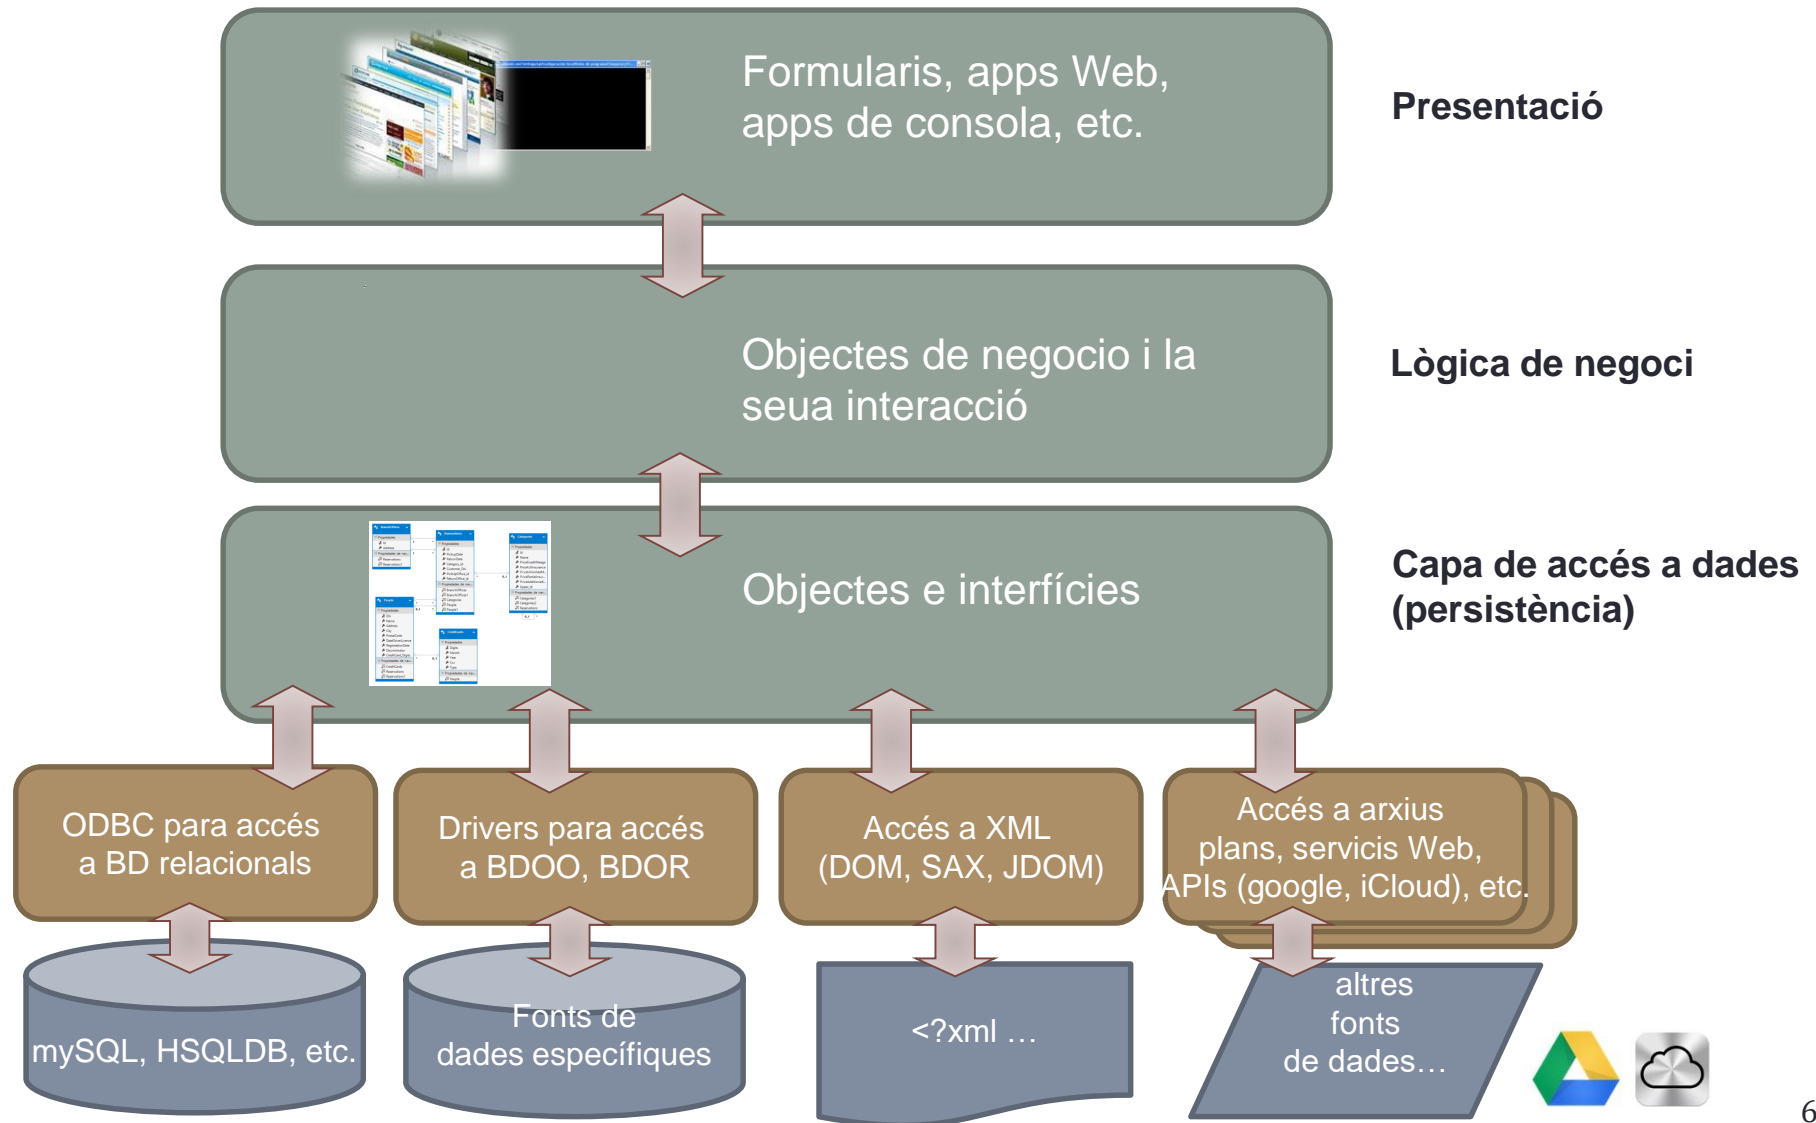 Formularis, apps Web,
apps de consola, etc.
Presentació
Objectes de negocio i la
seua interacció
Lògica de negoci
Objectes e interfícies
Capa de accés a dades
(persistència)
ODBC para accés
a BD relacionals
Drivers para accés
a BDOO, BDOR
Accés a XML
(DOM, SAX, JDOM)
Accés a arxius
plans, servicis Web,
APIs (google, iCloud), etc.
mySQL, HSQLDB, etc.
Fonts de
dades específiques
<?xml …
altres
fonts
de dades…
6